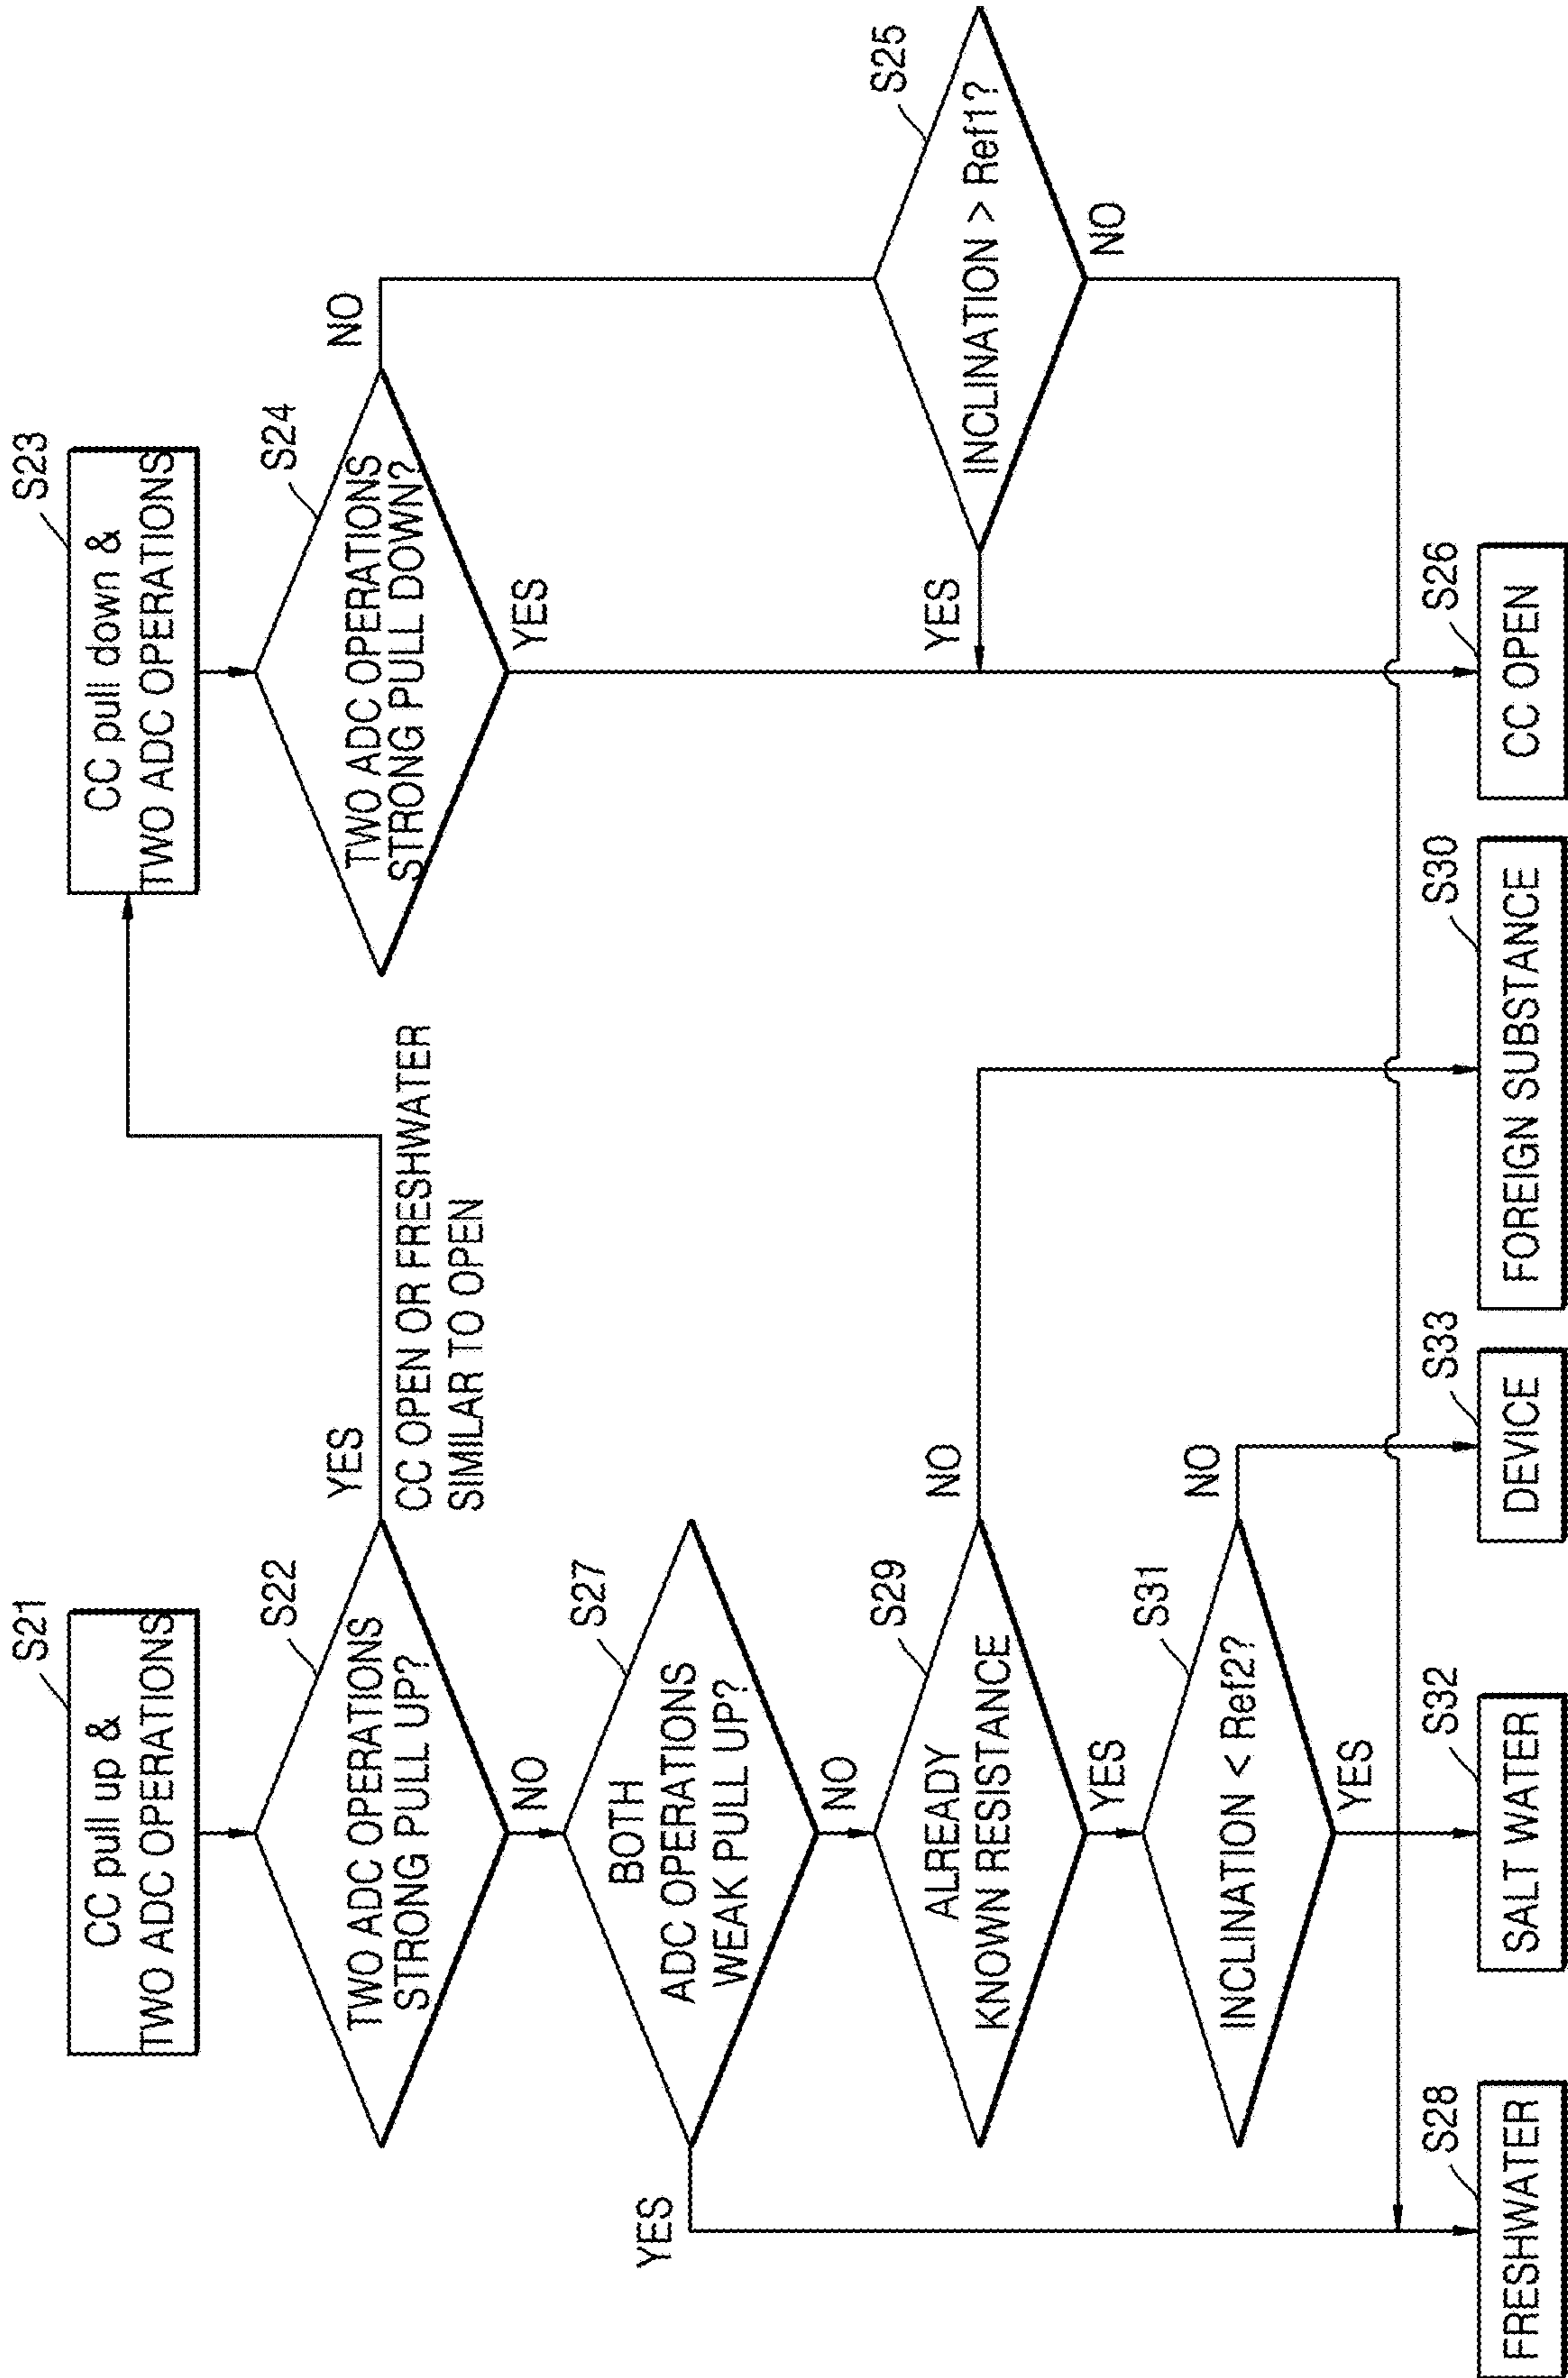 S21
CC pull up &
TWO ADC OPERATIONS
S22
TWO ADC OPERATIONS
STRONG PULL UP?
YES
NO
CC OPEN OR FRESHWATER
SIMILAR TO OPEN
S23
CC pull down &
TWO ADC OPERATIONS
S24
TWO ADC OPERATIONS
STRONG PULL DOWN?
NO
YES
S27
BOTH
ADC OPERATIONS
WEAK PULL UP?
YES
NO
S29
ALREADY
KNOWN RESISTANCE
NO
YES
S25
INCLINATION > Ref1?
YES
NO
S31
INCLINATION < Ref2?
NO
YES
S28
FRESHWATER
S32
SALT WATER
S33
DEVICE
S30
FOREIGN SUBSTANCE
S26
CC OPEN